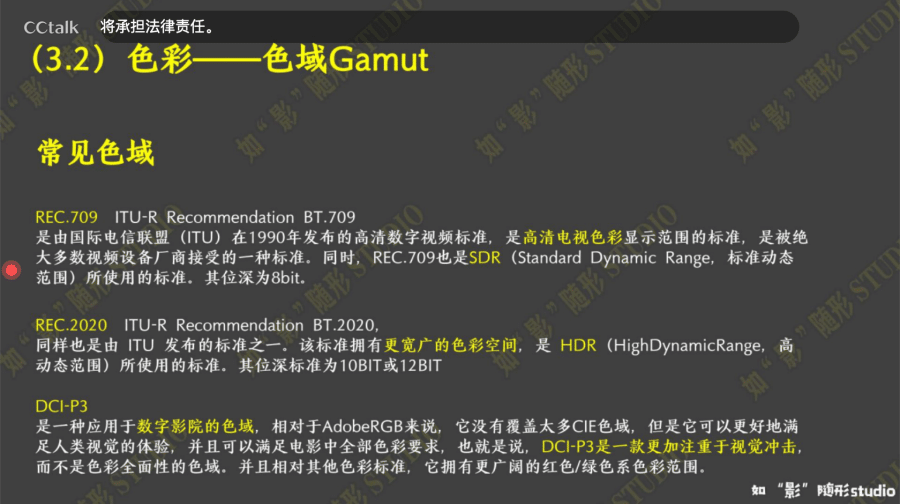 CCtalk 将承担法律责任。
（3.2）色彩——色域Gamut
常见色域
REC.709 ITU-R Recommendation BT.709
是由国际电信联盟（ITU）在1990年发布的高清数字视频标准，是高清电视色彩显示范围的标准，是被绝
大多数视频设备厂商接受的一种标准。同时，REC.709也是SDR（Standard Dynamic Range，标准动态
范围）所使用的标准。其位深为8bit。
REC.2020 ITU-R Recommendation BT.2020,
同样也是由 ITU 发布的标准之一。该标准拥有更宽广的色彩空间，是 HDR（HighDynamicRange，高
动态范围）所使用的标准。其位深标准为10BIT或12BIT
DCI-P3
是一种应用于数字影院的色域，相对于AdobeRGB来说，它没有覆盖太多CIE色域，但是它可以更好地满
足人类视觉的体验，并且可以满足电影中全部色彩要求，也就是说，DCI-P3是一款更加注重于视觉冲击，
而不是色彩全面性的色域。并且相对其他色彩标准，它拥有更广阔的红色/绿色系色彩范围。
如“影”随形studio
如“影”随形 STUDIO